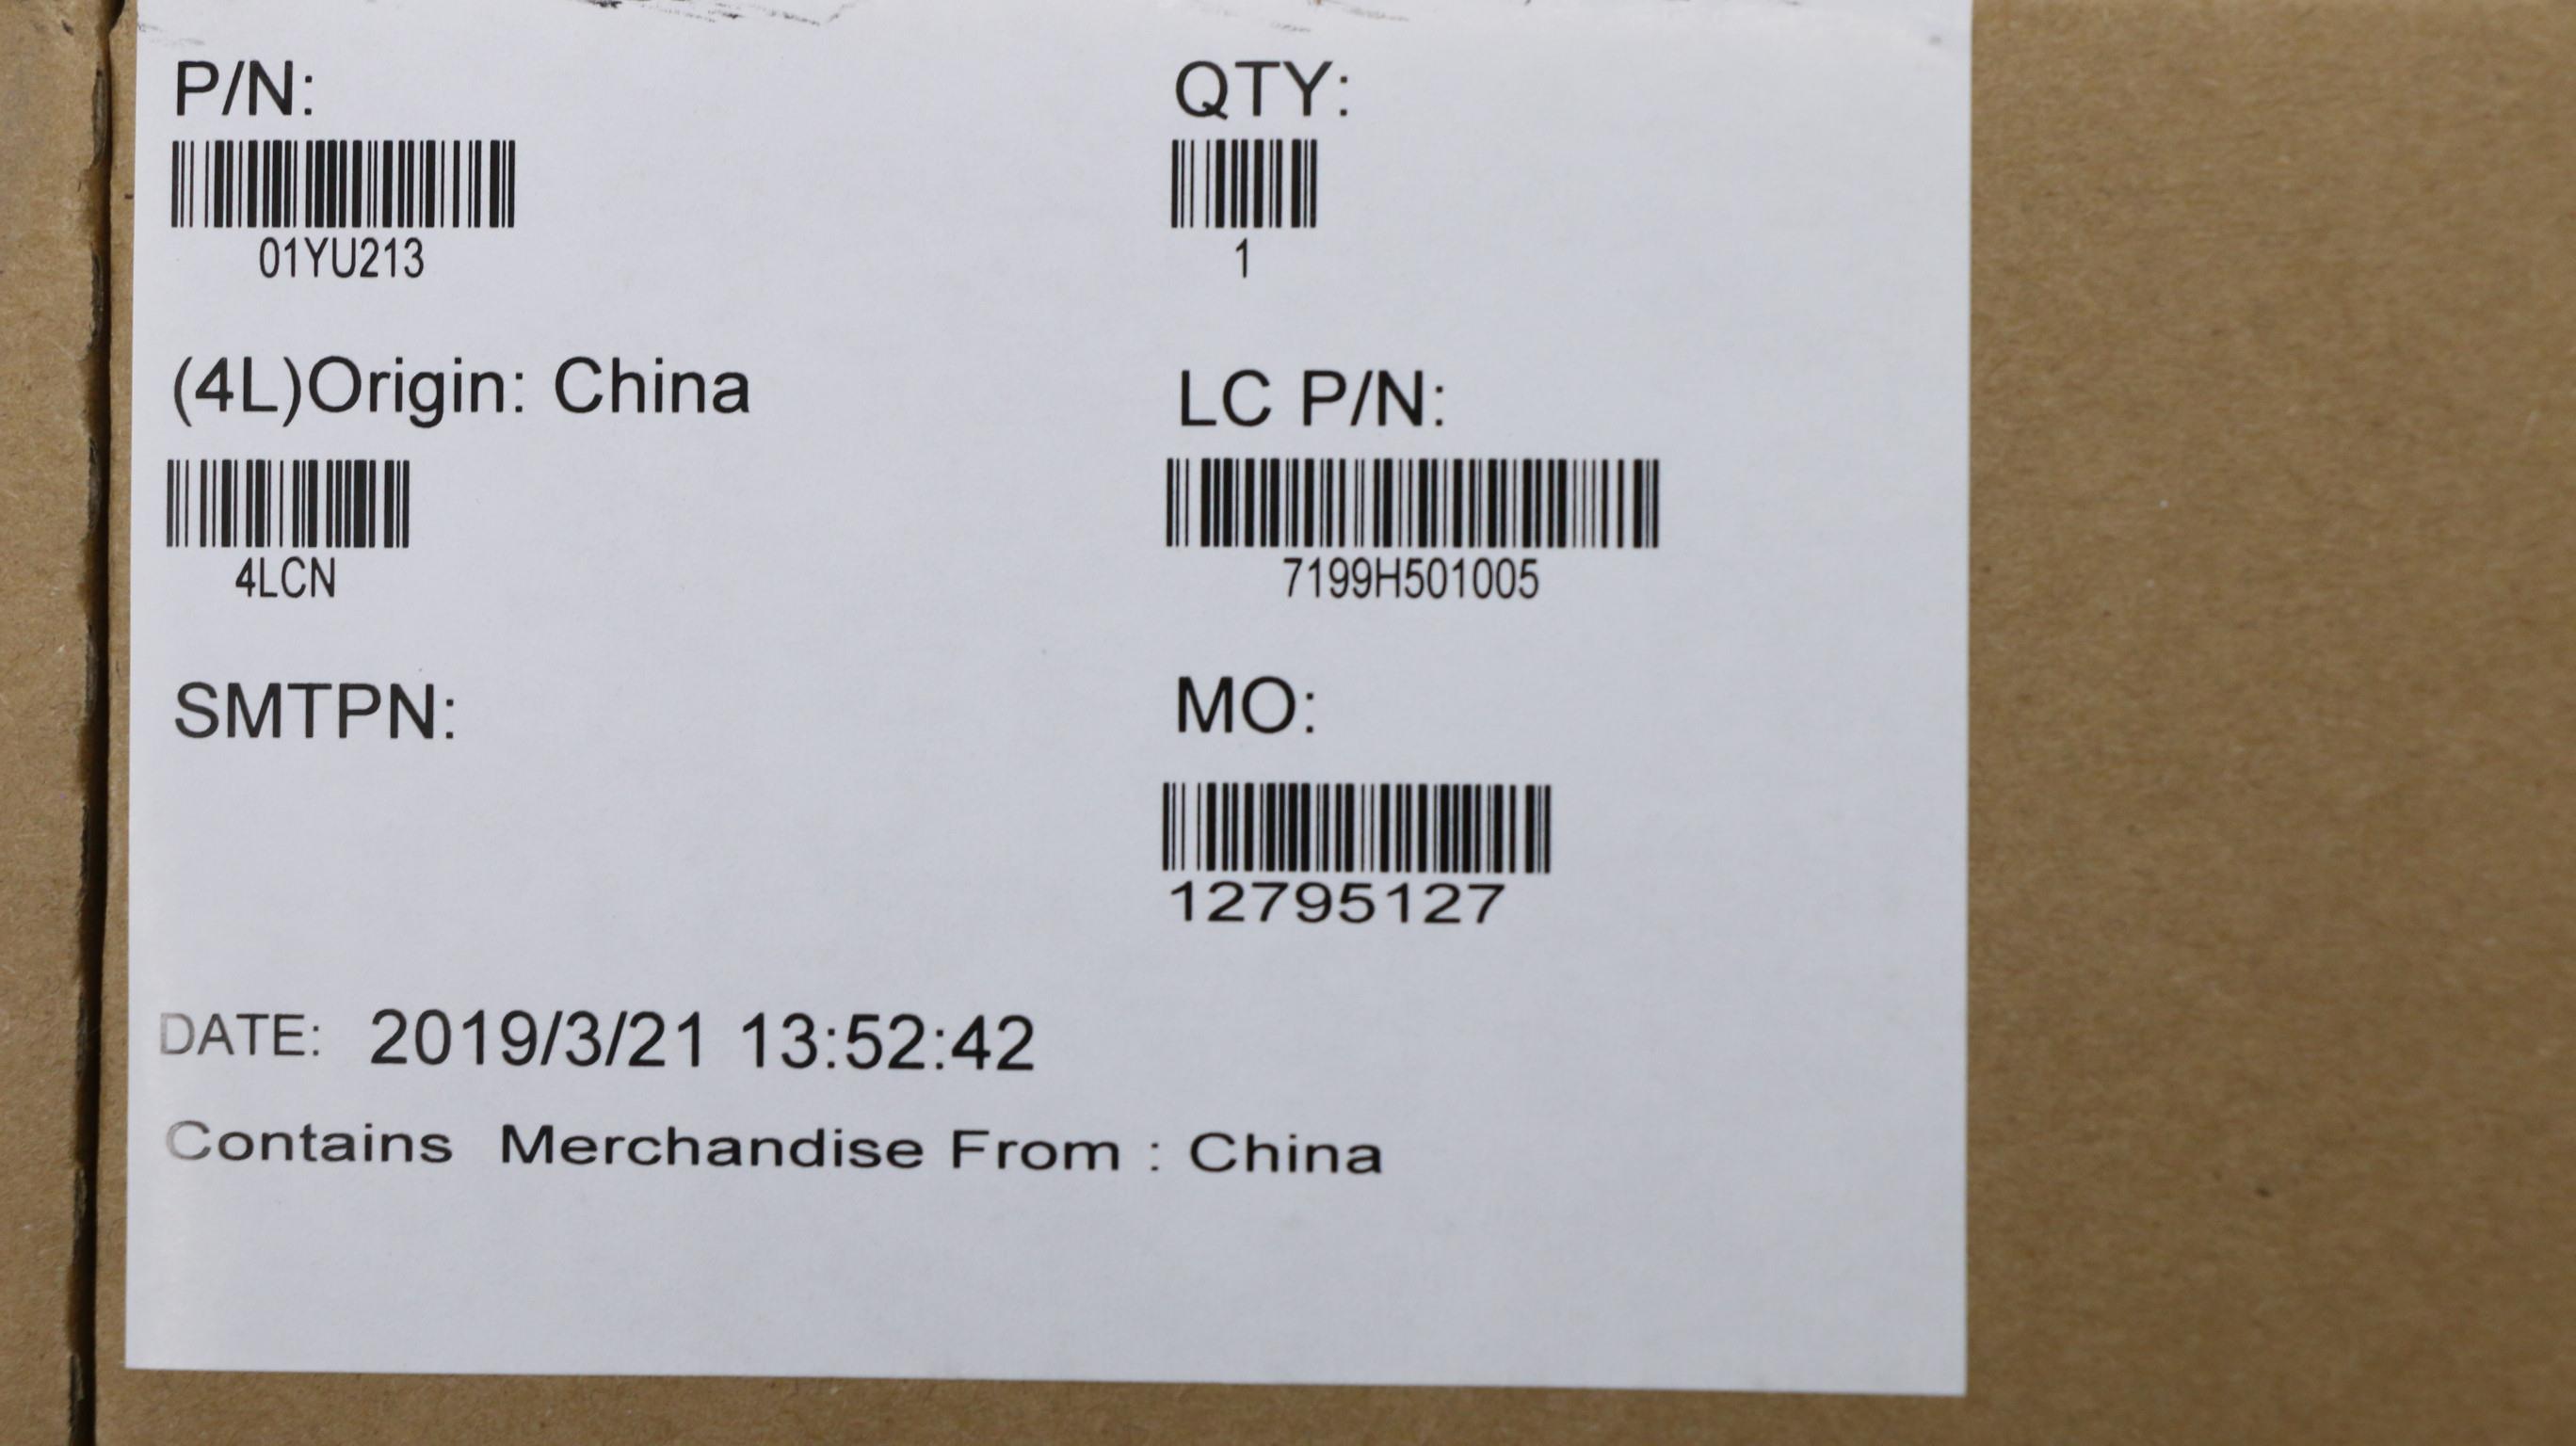 P/N:
QTY:
01YU213
1
(4L)Origin: China
LC P/N:
4LCN
7199H501005
SMTPN:
MO:
12795127
DATE: 2019/3/21 13:52:42
Contains Merchandise From : China